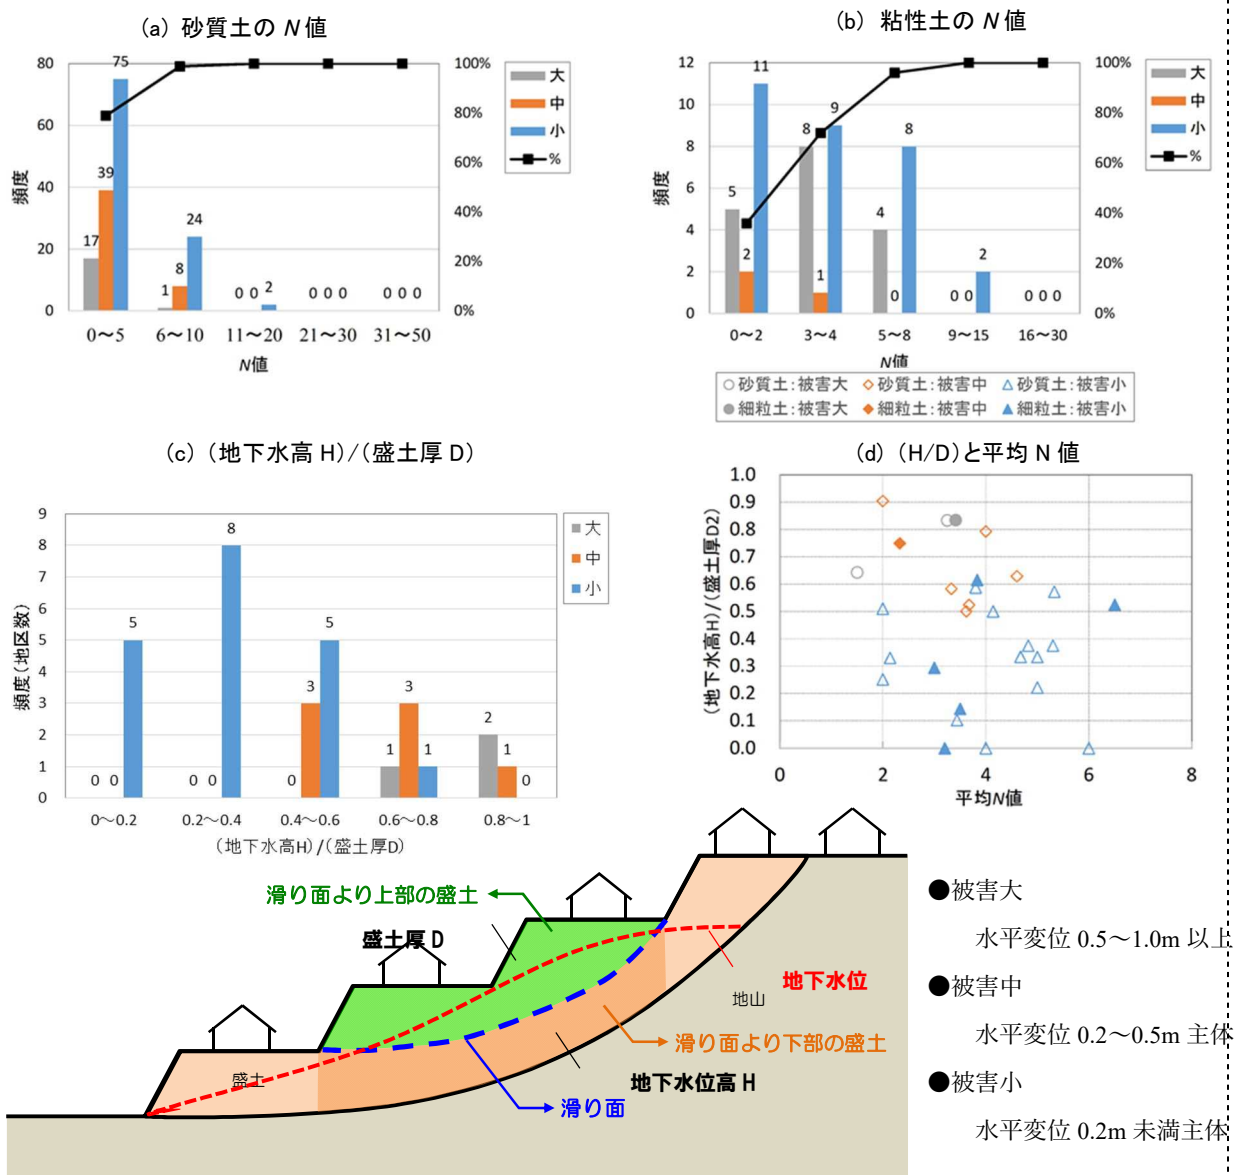 (a) 砂質土の N 値
80
60
40
20
0
頻度
100%
80%
60%
40%
20%
0%
17
39
75
1
8
24
0 0 2
0 0 0
0 0 0
0～5 6～10 11～20 21～30 31～50
N値
大
中
小
%
(b) 粘性土の N 値
12
10
8
6
4
2
0
頻度
100%
80%
60%
40%
20%
0%
5
2
11
8
1
9
4
0
8
0 0 2
0 0 0
0～2 3～4 5～8 9～15 16～30
N値
大
中
小
%
砂質土：被害大 砂質土：被害中 砂質土：被害小
細粒土：被害大 細粒土：被害中 細粒土：被害小
(c) （地下水高 H）/（盛土厚 D）
9
8
7
6
5
4
3
2
1
0
頻度（地区数）
0 0 5
0 0 8
0 3 5
1 3 1
2 1 0
0～0.2 0.2～0.4 0.4～0.6 0.6～0.8 0.8～1
（地下水高H）/（盛土厚D）
大
中
小
(d) （H/D）と平均 N 値
1.0
0.9
0.8
0.7
0.6
0.5
0.4
0.3
0.2
0.1
0.0
（地下水高H）/（盛土厚D2）
0 2 4 6 8
平均N値
滑り面より上部の盛土
盛土厚 D
地下水位
地山
滑り面より下部の盛土
盛土
地下水位高 H
滑り面
●被害大
水平変位 0.5～1.0m 以上
●被害中
水平変位 0.2～0.5m 主体
●被害小
水平変位 0.2m 未満主体